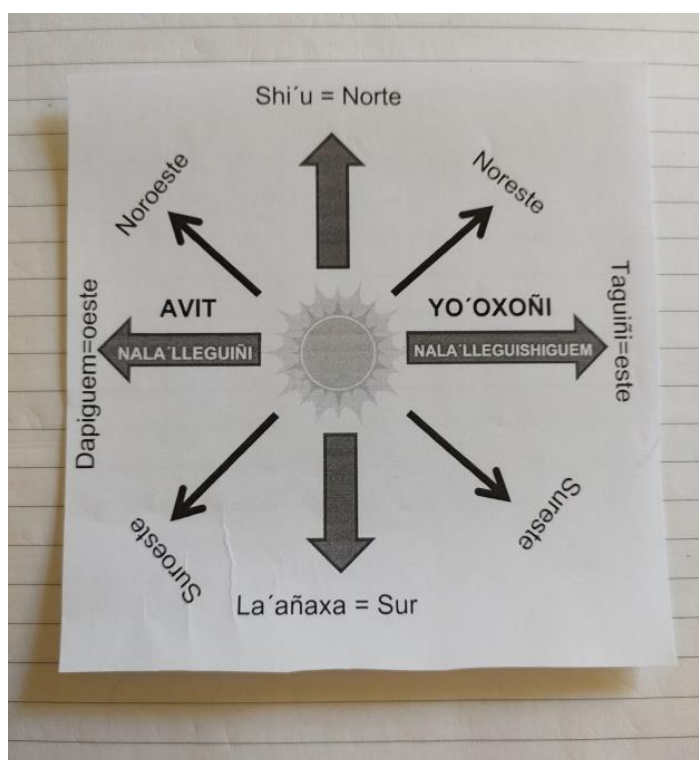 Shi´u = Norte
Noroeste
Noreste
AVIT
YO´OXOÑI
Dapiguem=oeste
NALA´LLEGUIÑI
NALA´LLEGUISHIGUEM
Taguiñi=este
Suroeste
Sureste
La´añaxa = Sur